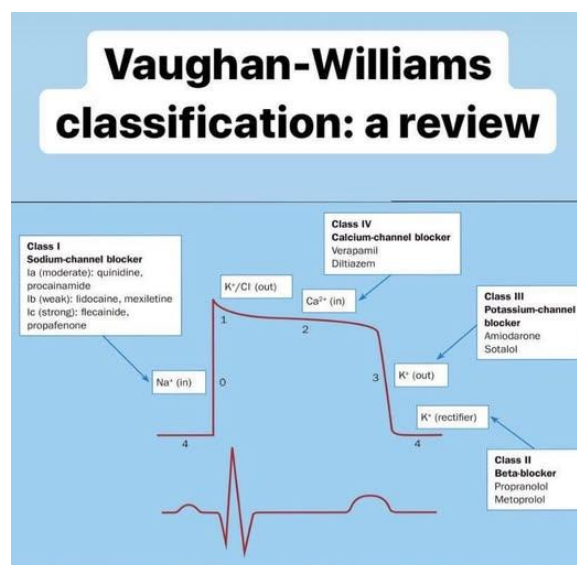 Vaughan-Williams
classification: a review
Class IV
Calcium-channel blocker
Verapamil
Diltiazem
Class I
Sodium-channel blocker
Ia (moderate): quinidine,
procainamide
Ib (weak): lidocaine, mexiletine
Ic (strong): flecainide,
propafenone
K⁺/Cl (out)
Ca²⁺ (in)
Class III
Potassium-channel
blocker
Amiodarone
Sotalol
1
2
Na⁺ (in)
0
3
K⁺ (out)
K⁺ (rectifier)
4
4
Class II
Beta-blocker
Propranolol
Metoprolol